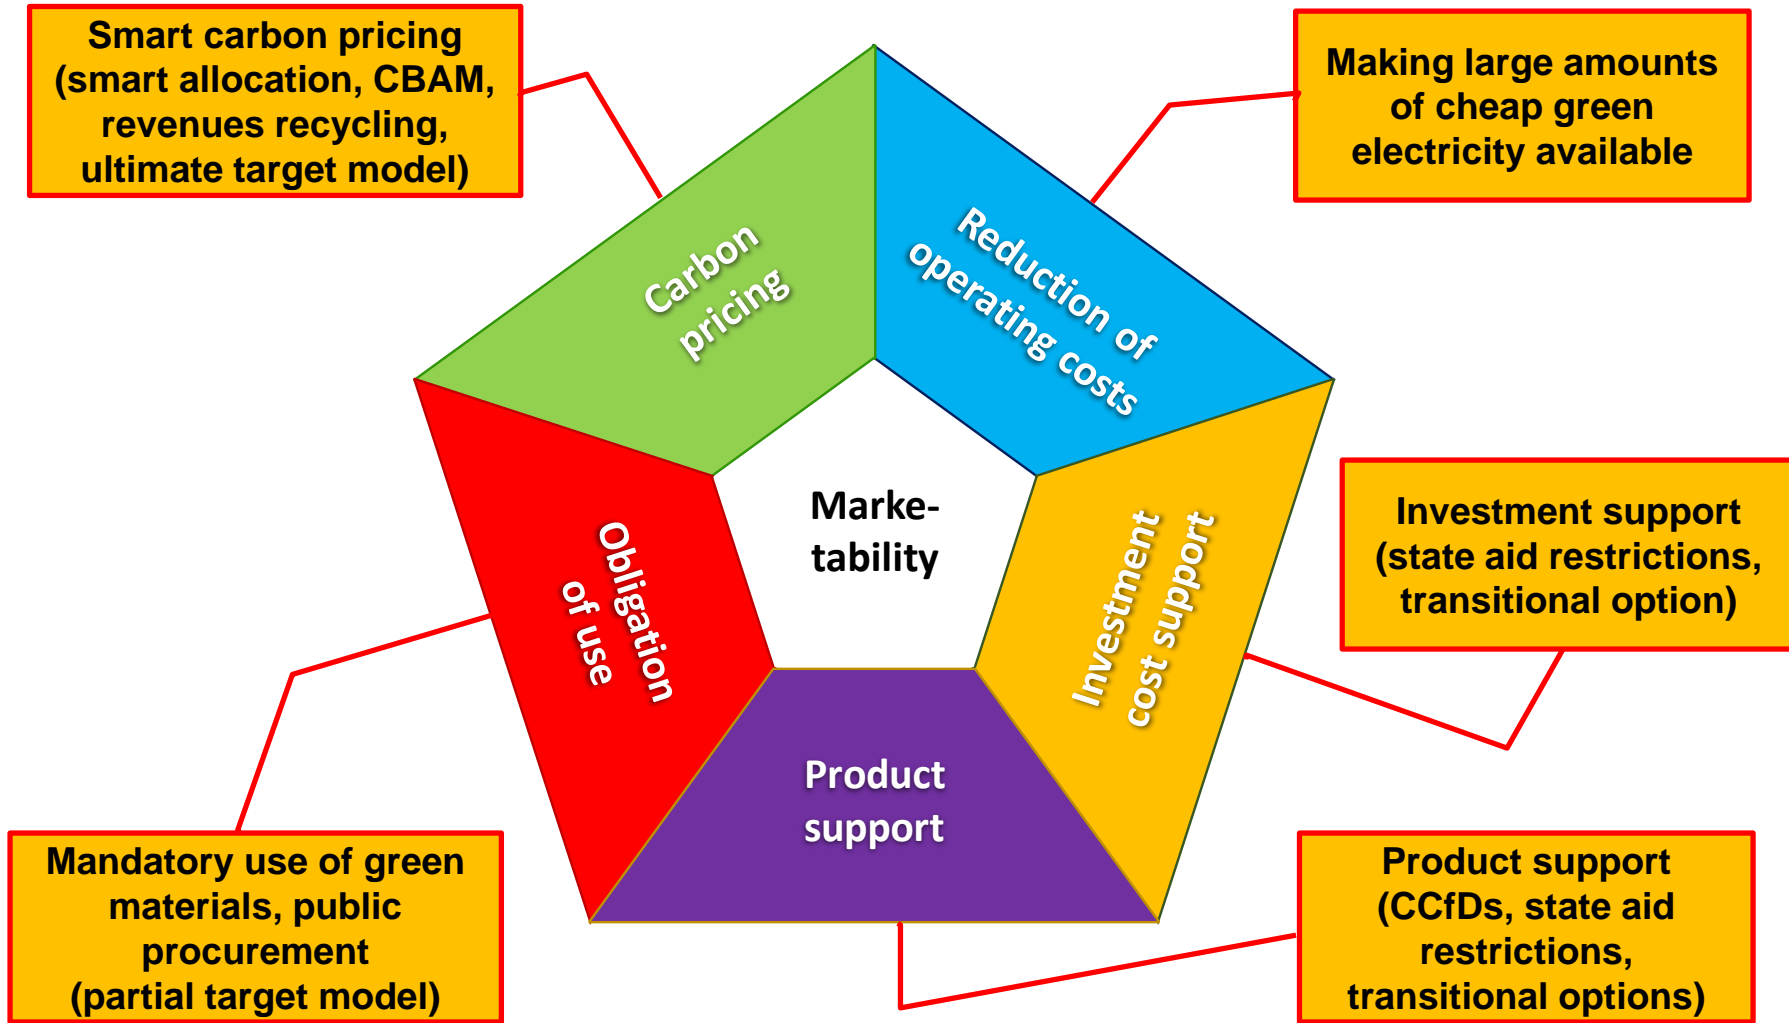 Smart carbon pricing
(smart allocation, CBAM,
revenues recycling,
ultimate target model)
Making large amounts
of cheap green
electricity available
Carbon
pricing
Reduction of
operating costs
Marke-
tability
Obligation
of use
Investment
cost support
Investment support
(state aid restrictions,
transitional option)
Product
support
Mandatory use of green
materials, public
procurement
(partial target model)
Product support
(CCfDs, state aid
restrictions,
transitional options)